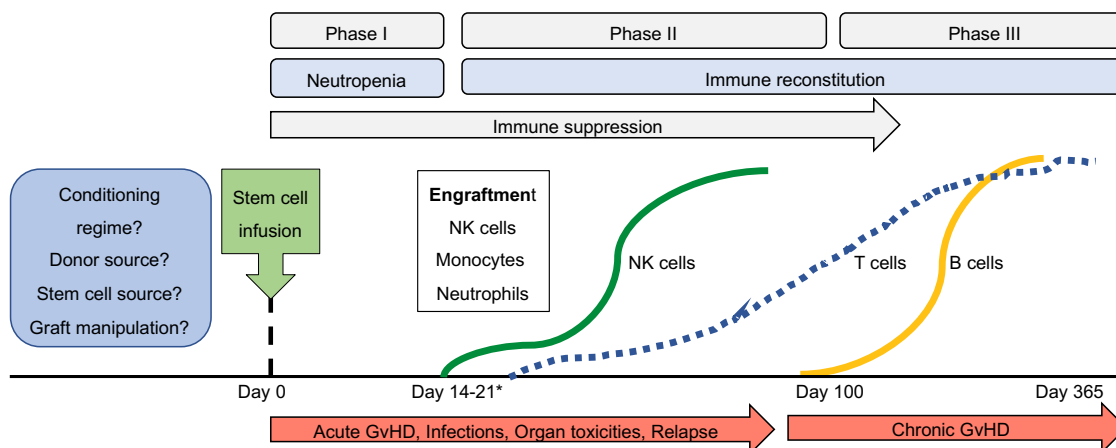 Phase I
Phase II
Phase III
Neutropenia
Immune reconstitution
Immune suppression
Conditioning
regime?
Donor source?
Stem cell source?
Graft manipulation?
Stem cell
infusion
Engraftment
NK cells
Monocytes
Neutrophils
NK cells
T cells
B cells
Day 0
Day 14-21*
Day 100
Day 365
Acute GvHD, Infections, Organ toxicities, Relapse
Chronic GvHD